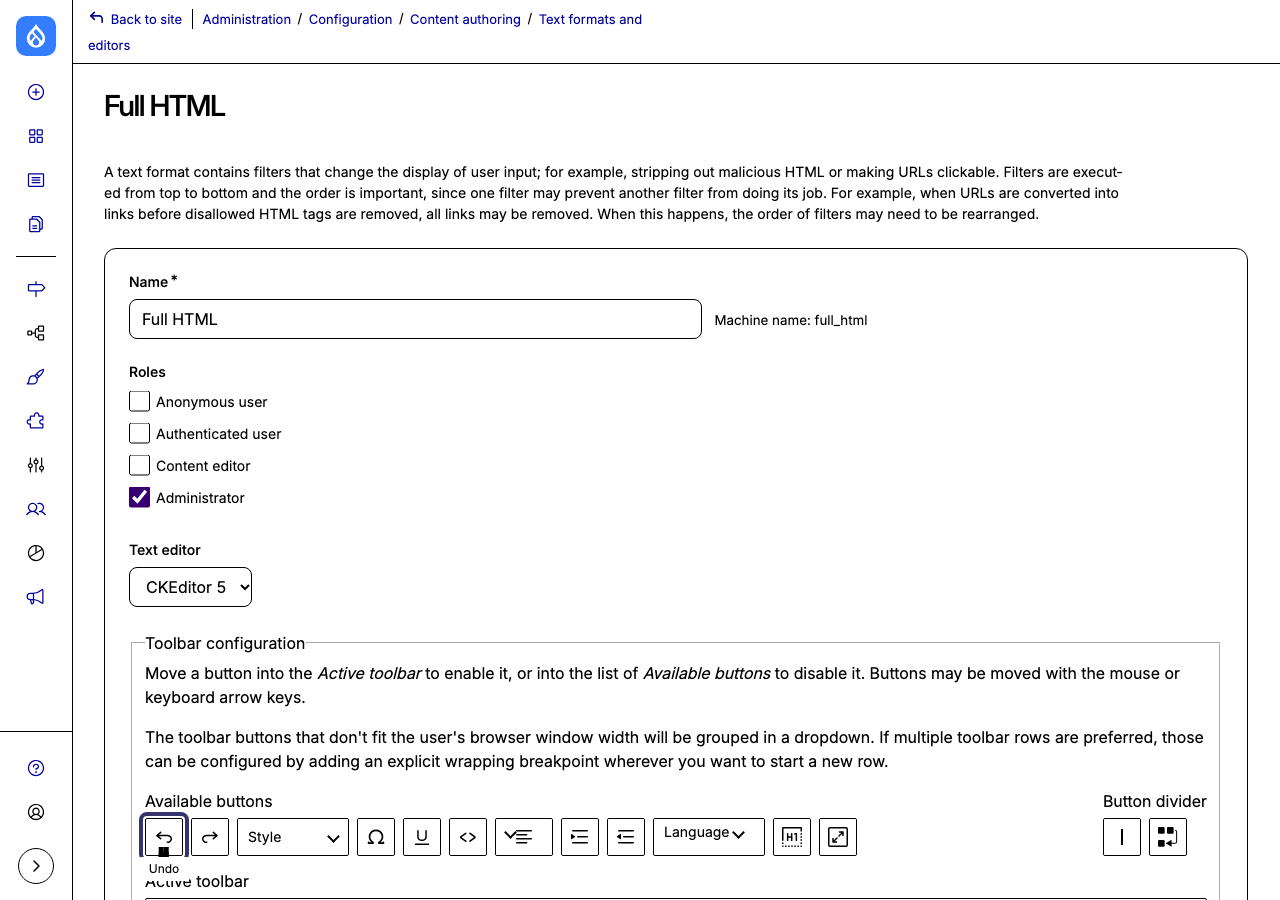 Back to site Administration / Configuration / Content authoring / Text formats and
editors
Full HTML
A text format contains filters that change the display of user input; for example, stripping out malicious HTML or making URLs clickable. Filters are execut-
ed from top to bottom and the order is important, since one filter may prevent another filter from doing its job. For example, when URLs are converted into
links before disallowed HTML tags are removed, all links may be removed. When this happens, the order of filters may need to be rearranged.
Name*
Full HTML
Machine name: full_html
Roles
Anonymous user
Authenticated user
Content editor
Administrator
Text editor
CKEditor 5
Toolbar configuration
Move a button into the Active toolbar to enable it, or into the list of Available buttons to disable it. Buttons may be moved with the mouse or
keyboard arrow keys.
The toolbar buttons that don't fit the user's browser window width will be grouped in a dropdown. If multiple toolbar rows are preferred, those
can be configured by adding an explicit wrapping breakpoint wherever you want to start a new row.
Available buttons
Button divider
Style
Ω
U
<>
Language
H1
Undo
Active toolbar